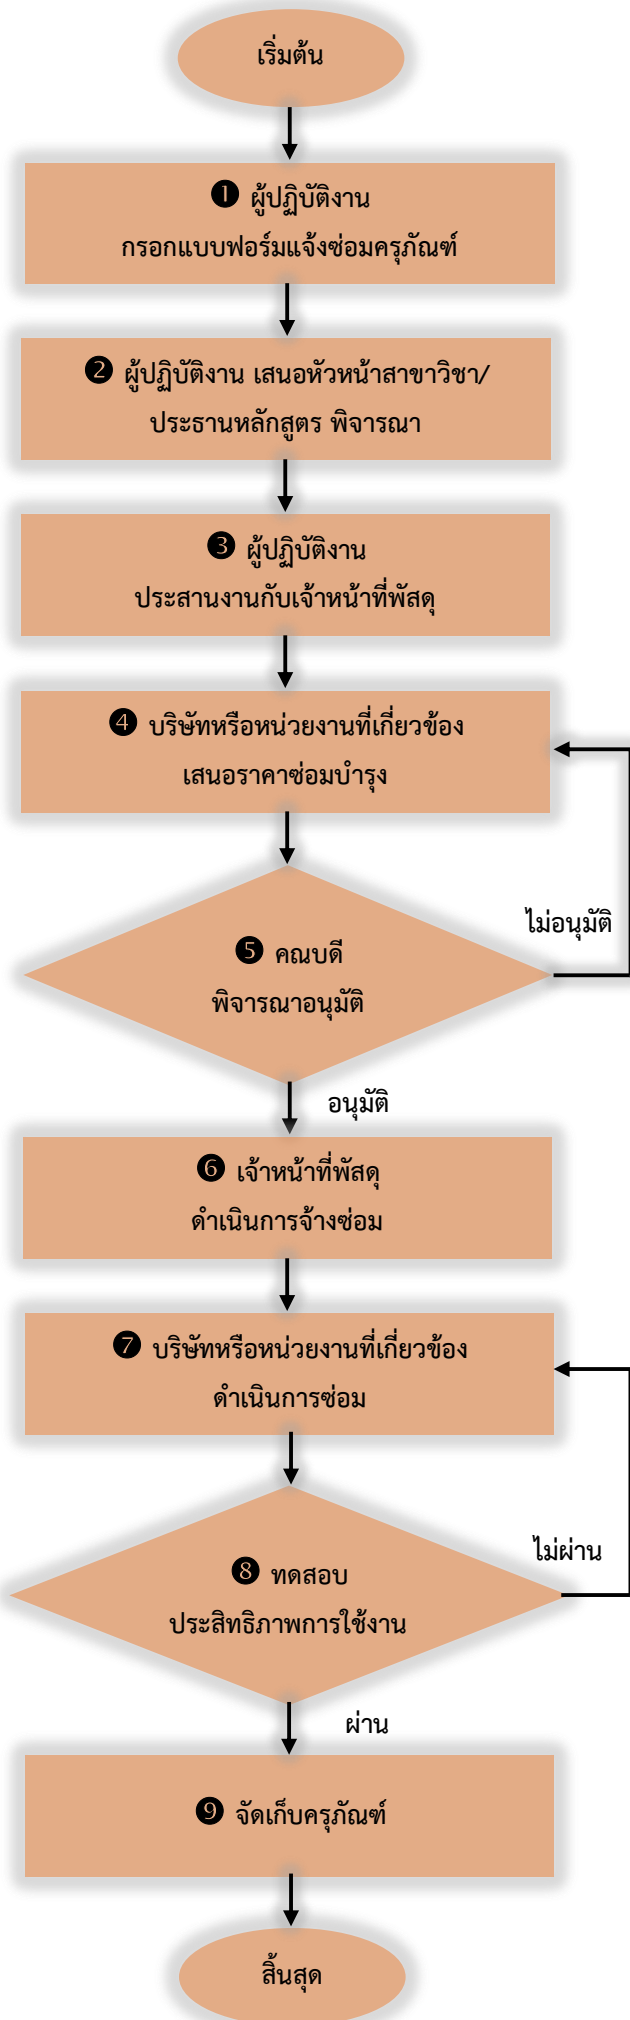 เริ่มต้น
❶ ผู้ปฏิบัติงาน
กรอกแบบฟอร์มแจ้งซ่อมครุภัณฑ์
❷ ผู้ปฏิบัติงาน เสนอหัวหน้าสาขาวิชา/
ประธานหลักสูตร พิจารณา
❸ ผู้ปฏิบัติงาน
ประสานงานกับเจ้าหน้าที่พัสดุ
❹ บริษัทหรือหน่วยงานที่เกี่ยวข้อง
เสนอราคาซ่อมบำรุง
ไม่อนุมัติ
❺ คณบดี
พิจารณาอนุมัติ
อนุมัติ
❻ เจ้าหน้าที่พัสดุ
ดำเนินการจ้างซ่อม
❼ บริษัทหรือหน่วยงานที่เกี่ยวข้อง
ดำเนินการซ่อม
ไม่ผ่าน
❽ ทดสอบ
ประสิทธิภาพการใช้งาน
ผ่าน
❾ จัดเก็บครุภัณฑ์
สิ้นสุด